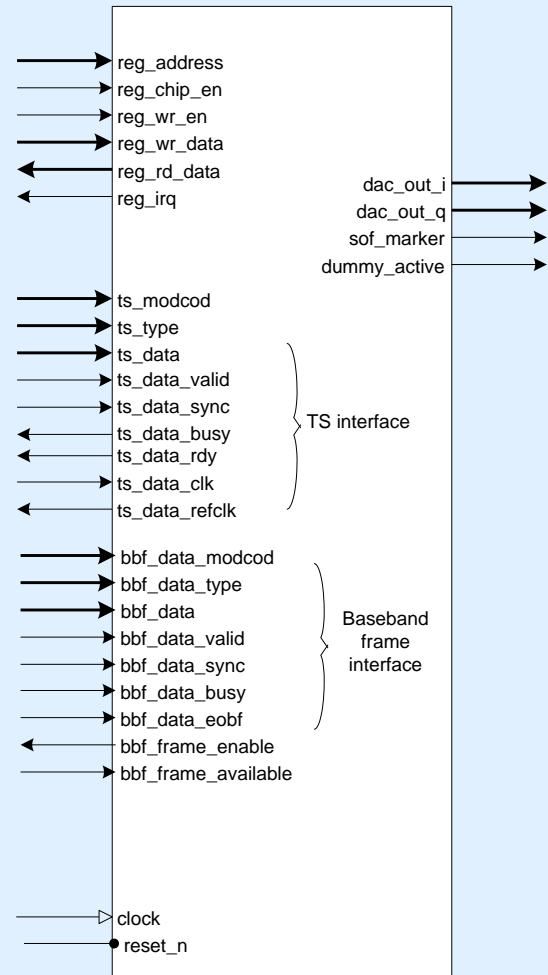 reg_address
reg_chip_en
reg_wr_en
reg_wr_data
reg_rd_data
reg_irq
dac_out_i
dac_out_q
sof_marker
dummy_active
ts_modcod
ts_type
ts_data
ts_data_valid
ts_data_sync
ts_data_busy
ts_data_rdy
ts_data_clk
ts_data_refclk
TS interface
bbf_data_modcod
bbf_data_type
bbf_data
bbf_data_valid
bbf_data_sync
bbf_data_busy
bbf_data_eobf
bbf_frame_enable
bbf_frame_available
Baseband
frame
interface
clock
reset_n